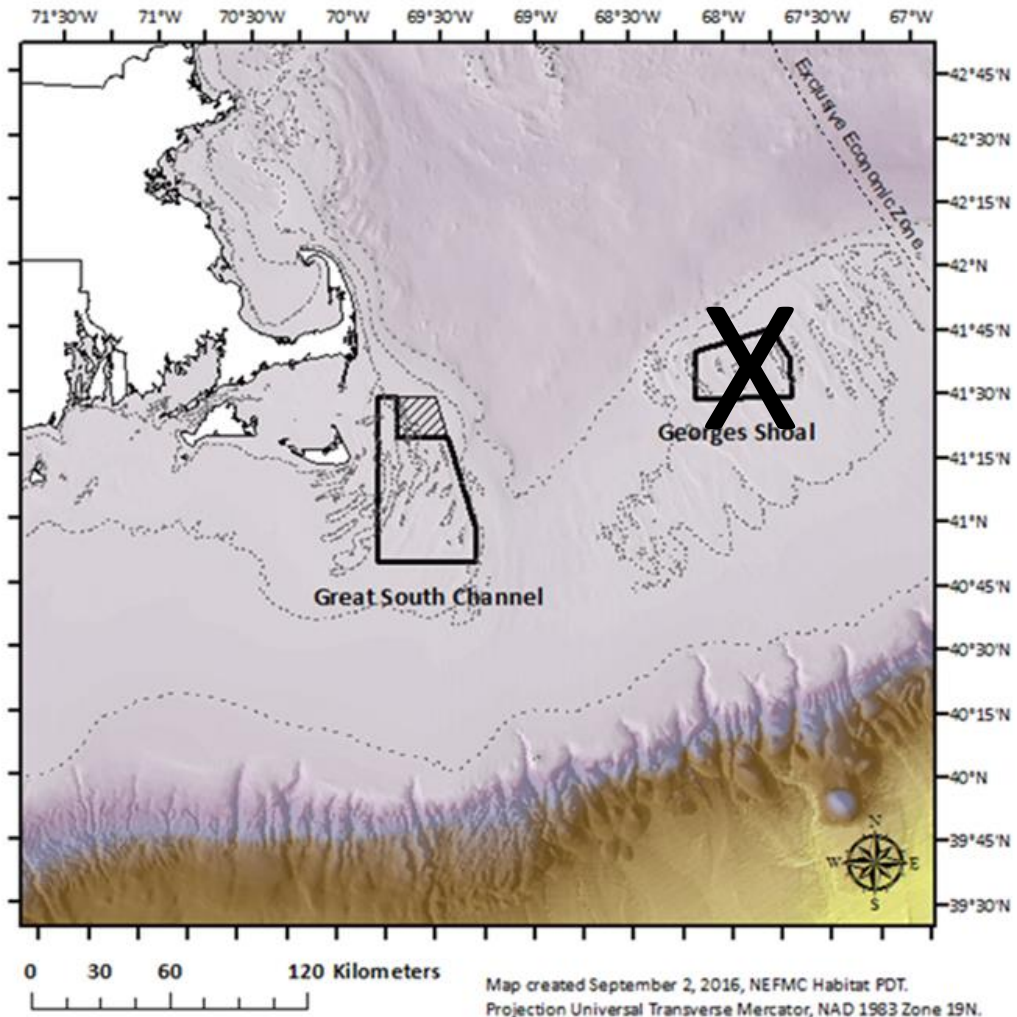 71°30'W 71°W 70°30'W 70°W 69°30'W 69°W 68°30'W 68°W 67°30'W 67°W
42°45'N
Exclusive Economic Zone
42°30'N
42°15'N
42°N
41°45'N
X
41°30'N
Georges Shoal
41°15'N
41°N
Great South Channel
40°45'N
40°30'N
40°15'N
40°N
39°45'N
N
W E
S
39°30'N
0 30 60 120 Kilometers
Map created September 2, 2016, NEFMC Habitat PDT.
Projection Universal Transverse Mercator, NAD 1983 Zone 19N.